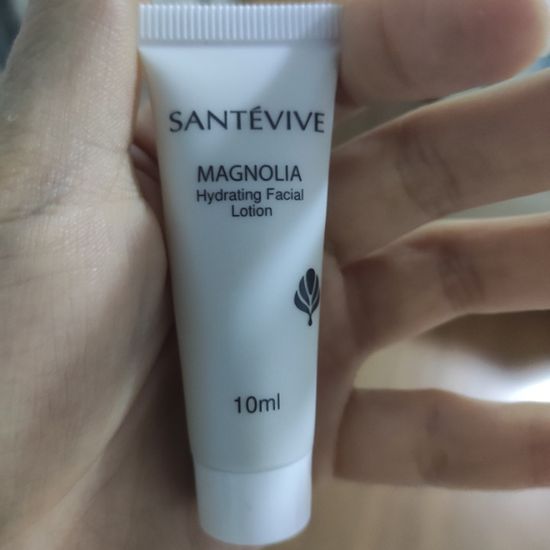 SANTÉVIVE
MAGNOLIA
Hydrating Facial
Lotion
10ml